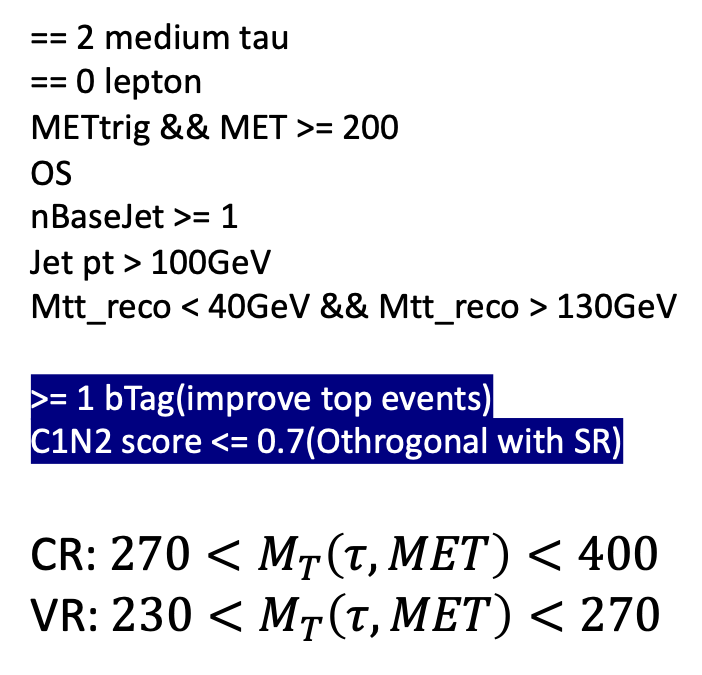 == 2 medium tau
== 0 lepton
METtrig && MET >= 200
OS
nBaseJet >= 1
Jet pt > 100GeV
Mtt_reco < 40GeV && Mtt_reco > 130GeV
>= 1 bTag(improve top events)
C1N2 score <= 0.7(Othrogonal with SR)
CR: 270 < M_T(τ, MET) < 400
VR: 230 < M_T(τ, MET) < 270